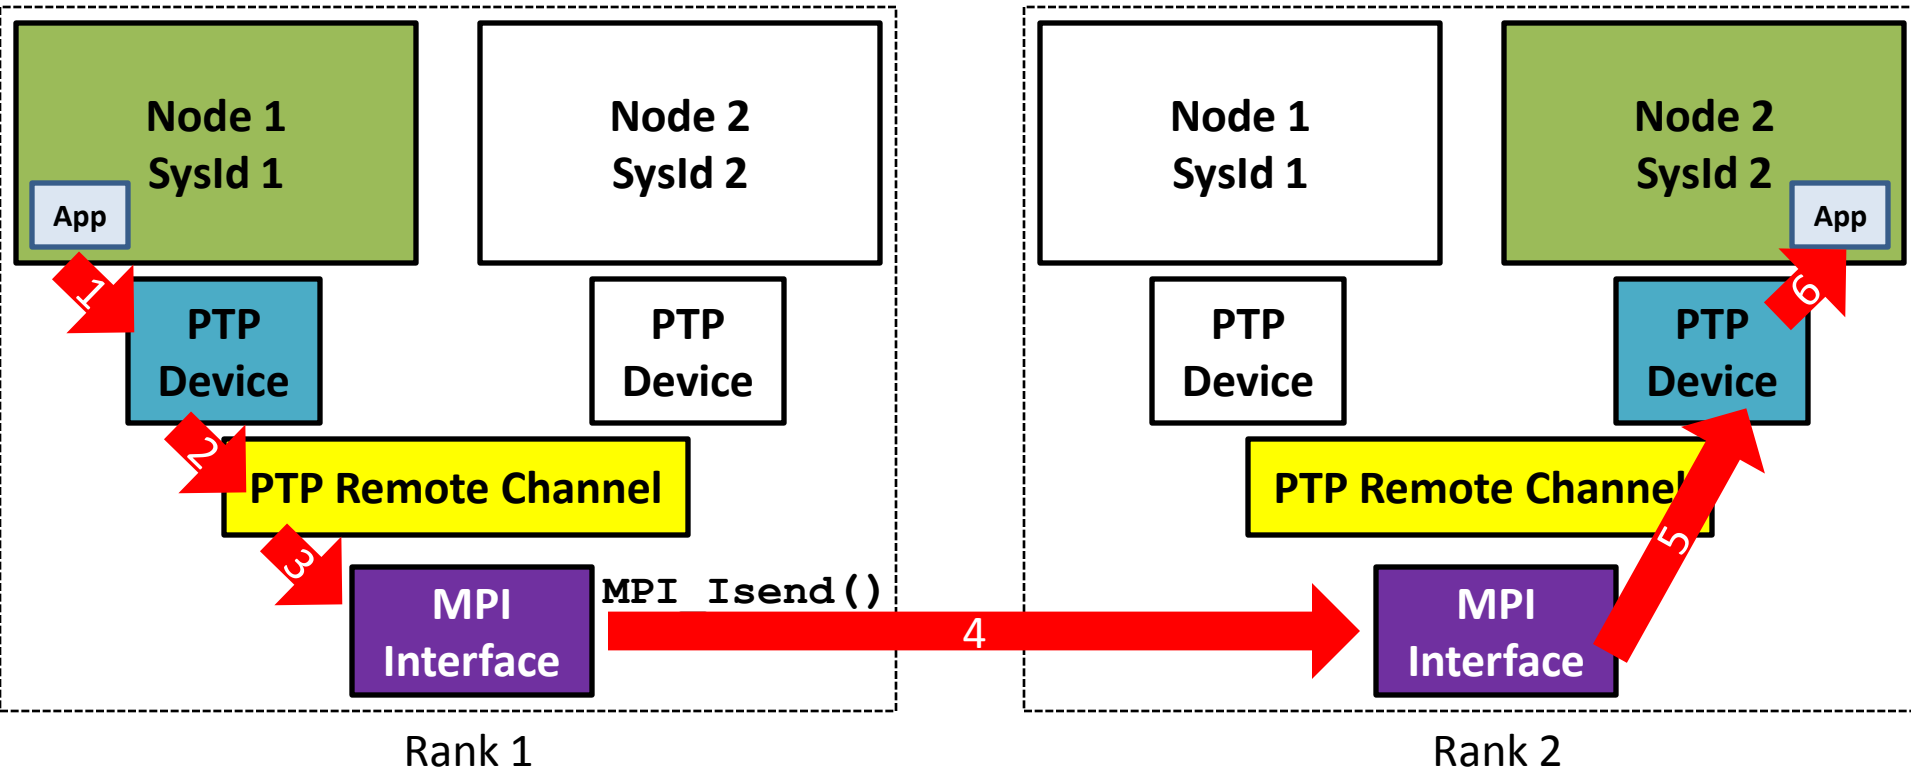 Node 1
SysId 1
App
Node 2
SysId 2
1
PTP
Device
PTP
Device
2
PTP Remote Channel
3
MPI
Interface
MPI_Isend()
4
Rank 1
Node 1
SysId 1
Node 2
SysId 2
App
6
PTP
Device
PTP
Device
PTP Remote Channel
5
MPI
Interface
Rank 2